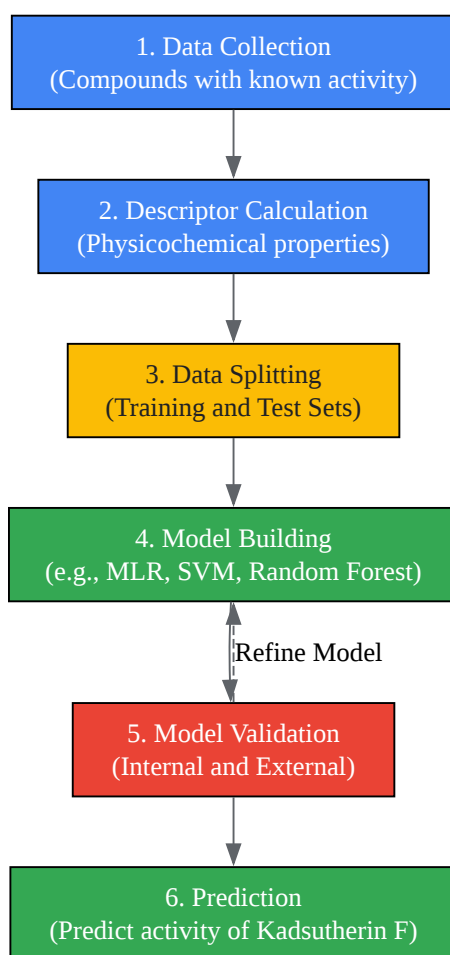 1. Data Collection
(Compounds with known activity)
2. Descriptor Calculation
(Physicochemical properties)
3. Data Splitting
(Training and Test Sets)
4. Model Building
(e.g., MLR, SVM, Random Forest)
Refine Model
5. Model Validation
(Internal and External)
6. Prediction
(Predict activity of Kadsutherin F)